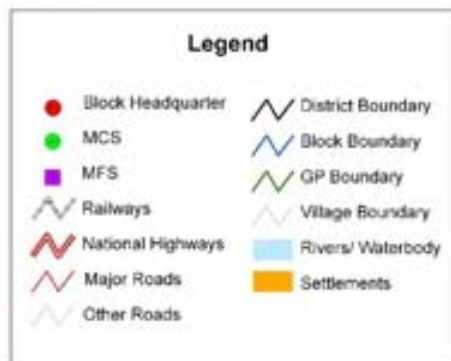 Legend
Block Headquarter
MCS
MFS
Railways
National Highways
Major Roads
Other Roads
District Boundary
Block Boundary
GP Boundary
Village Boundary
Rivers/ Waterbody
Settlements